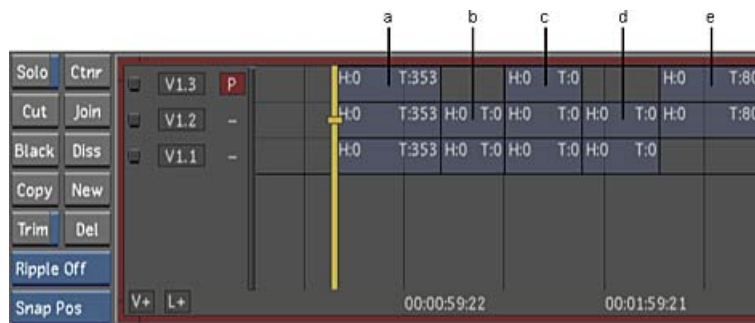 a b c d e
Solo Ctnr
Cut Join
Black Diss
Copy New
Trim Del
Ripple Off
Snap Pos
V1.3 P H:0 T:353 H:0 T:0 H:0 T:80
V1.2 – H:0 T:353 H:0 T:0 H:0 T:0 H:0 T:0 H:0 T:80
V1.1 – H:0 T:353 H:0 T:0 H:0 T:0 H:0 T:0
V+ L+ 00:00:59:22 00:01:59:21